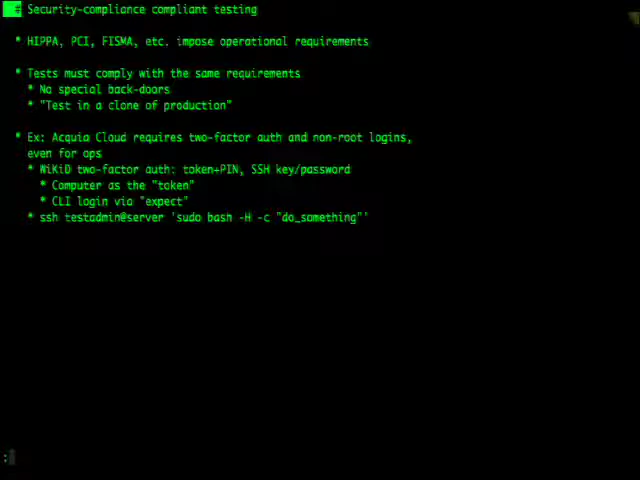 # Security-compliance compliant testing
* HIPPA, PCI, FISMA, etc. impose operational requirements
* Tests must comply with the same requirements
* No special back-doors
* "Test in a clone of production"
* Ex: Acquia Cloud requires two-factor auth and non-root logins,
even for ops
* WiKiD two-factor auth: token+PIN, SSH key/password
* Computer as the "token"
* CLI login via "expect"
* ssh testadmin@server 'sudo bash -H -c "do_something"'
: